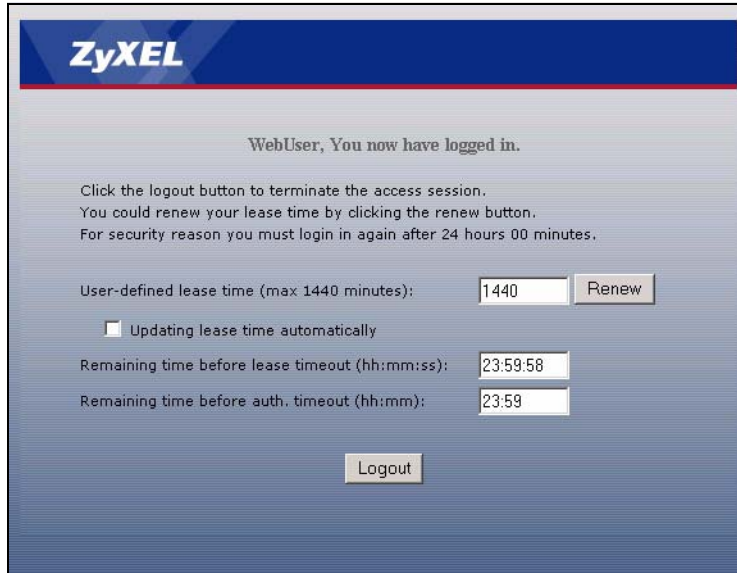 ZyXEL
WebUser, You now have logged in.
Click the logout button to terminate the access session.
You could renew your lease time by clicking the renew button.
For security reason you must login in again after 24 hours 00 minutes.
User-defined lease time (max 1440 minutes): 1440 Renew
Updating lease time automatically
Remaining time before lease timeout (hh:mm:ss): 23:59:58
Remaining time before auth. timeout (hh:mm): 23:59
Logout